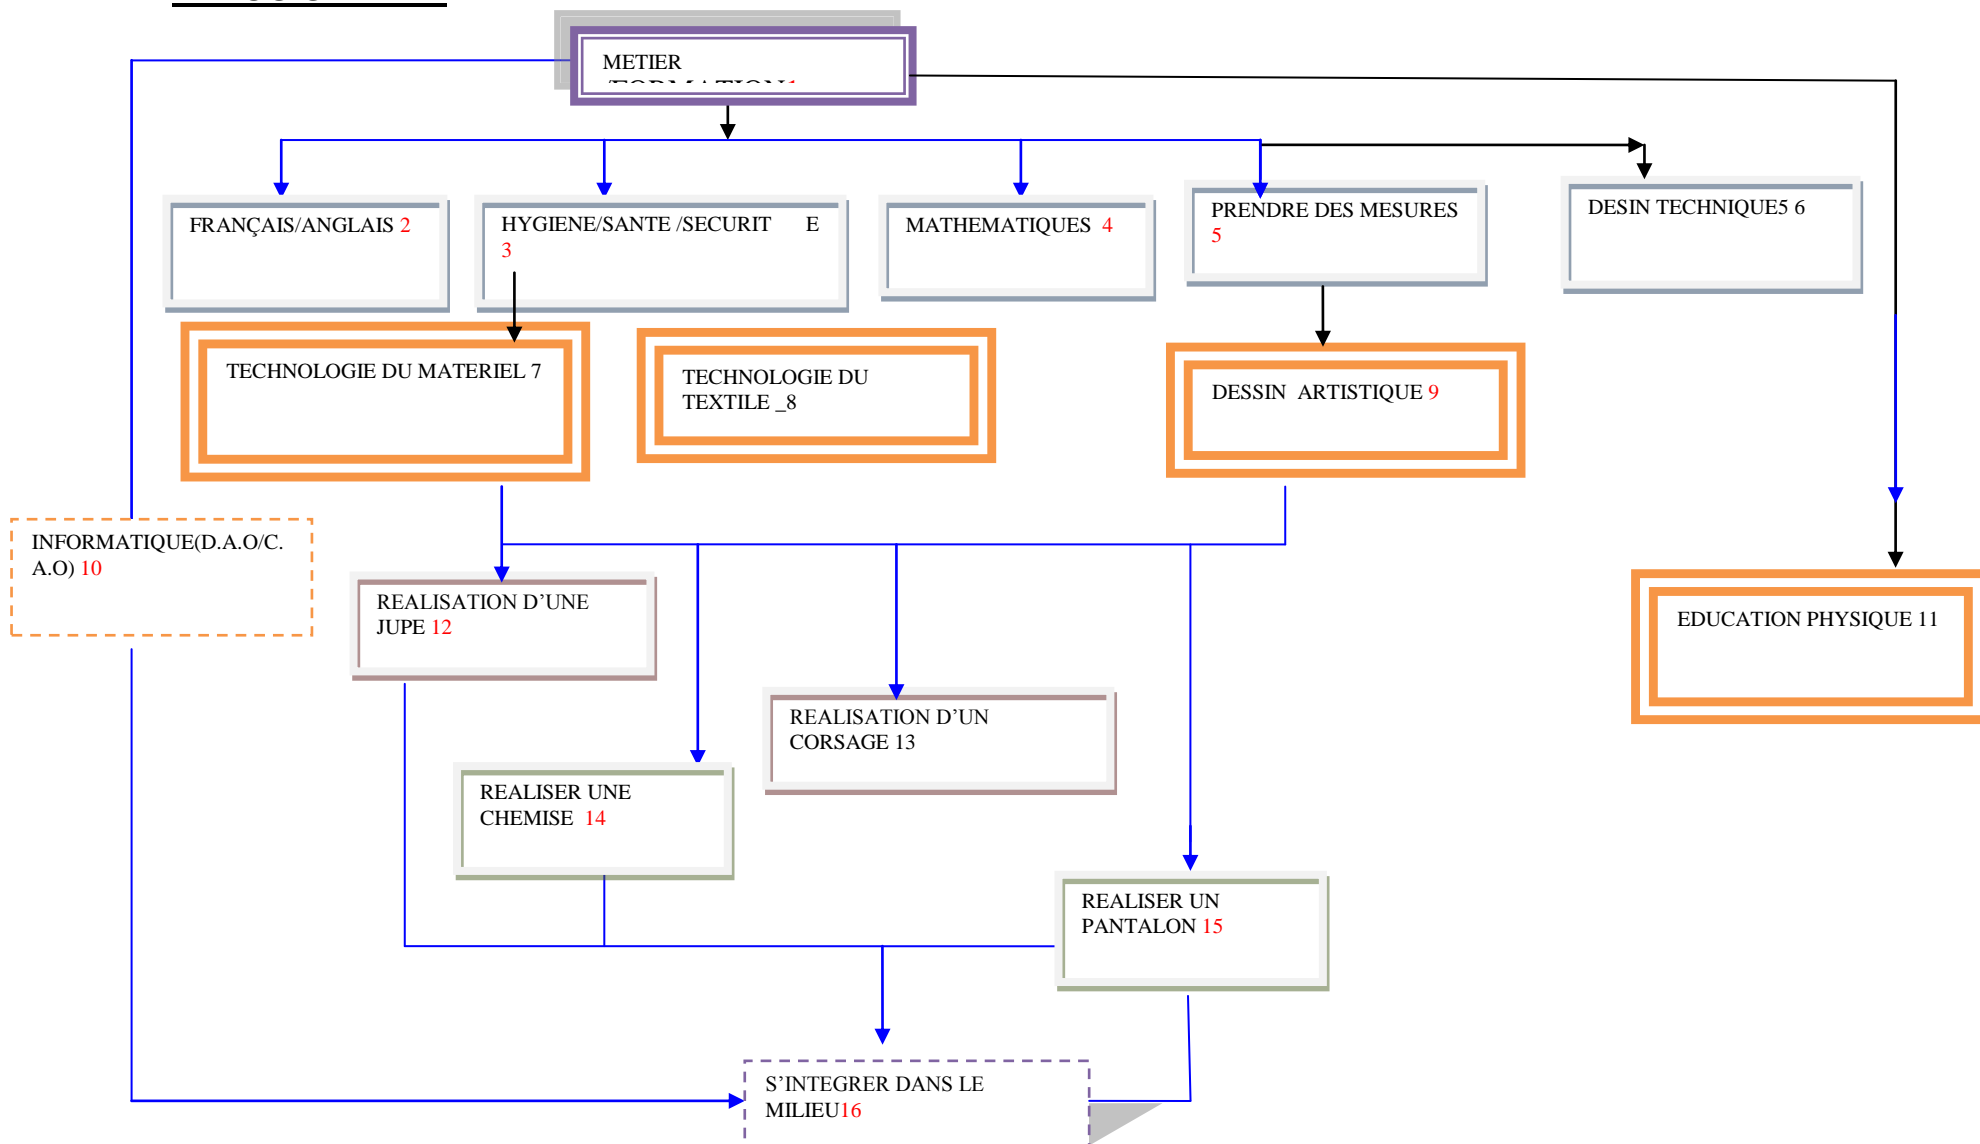 METIER
/FORMATION1
FRANÇAIS/ANGLAIS 2
HYGIENE/SANTE /SECURIT E
3
MATHEMATIQUES 4
PRENDRE DES MESURES
5
DESIN TECHNIQUE5 6
TECHNOLOGIE DU MATERIEL 7
TECHNOLOGIE DU
TEXTILE _8
DESSIN ARTISTIQUE 9
INFORMATIQUE(D.A.O/C.
A.O) 10
EDUCATION PHYSIQUE 11
REALISATION D’UNE
JUPE 12
REALISATION D’UN
CORSAGE 13
REALISER UNE
CHEMISE 14
REALISER UN
PANTALON 15
S’INTEGRER DANS LE
MILIEU16